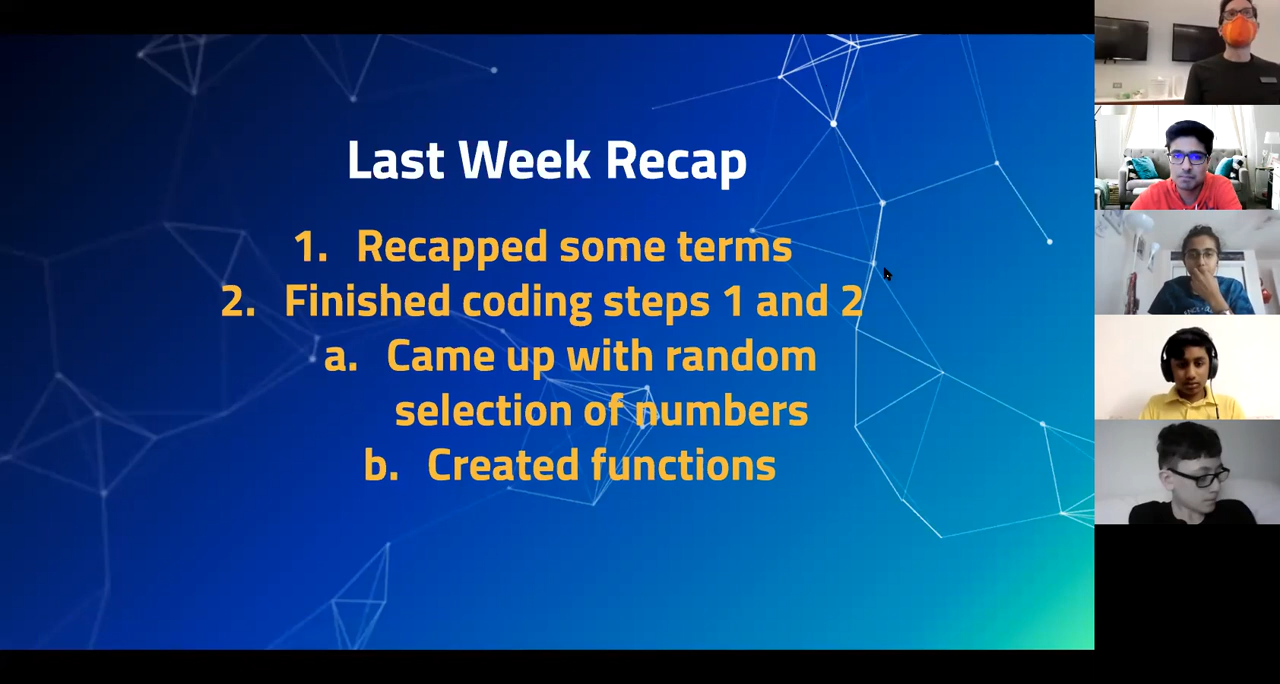 Last Week Recap
1. Recapped some terms
2. Finished coding steps 1 and 2
a. Came up with random
selection of numbers
b. Created functions